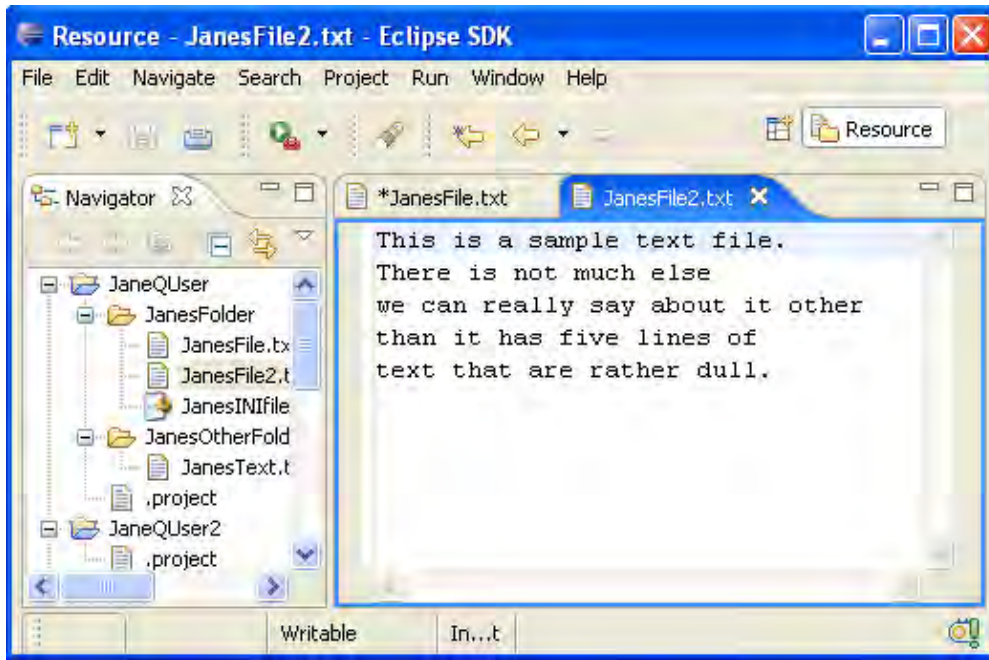 Resource - JanesFile2.txt - Eclipse SDK
File Edit Navigate Search Project Run Window Help
Resource
Navigator
*JanesFile.txt JanesFile2.txt
This is a sample text file.
There is not much else
we can really say about it other
than it has five lines of
text that are rather dull.
JaneQUser
JanesFolder
JanesFile.tx
JanesFile2.t
JanesINIfile
JanesOtherFold
JanesText.t
.project
JaneQUser2
.project
Writable In...t